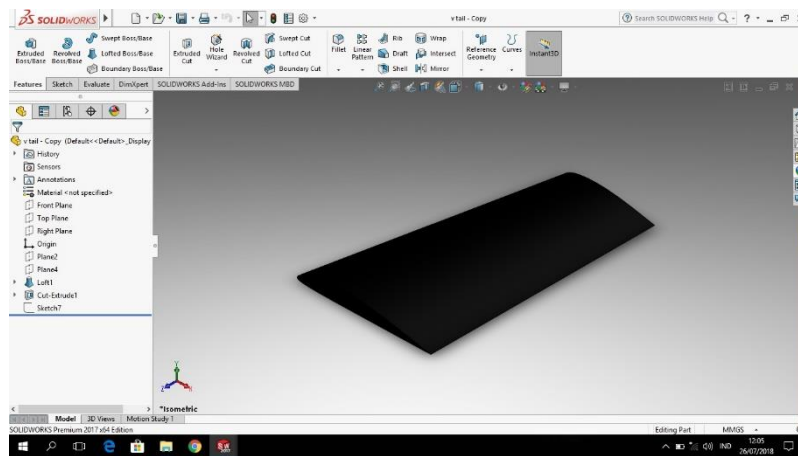 SOLIDWORKS
v tail - Copy
Search SOLIDWORKS Help
Extruded Boss/Base
Revolved Boss/Base
Swept Boss/Base
Lofted Boss/Base
Boundary Boss/Base
Extruded Cut
Hole Wizard
Revolved Cut
Swept Cut
Lofted Cut
Boundary Cut
Fillet
Linear Pattern
Rib
Draft
Shell
Wrap
Intersect
Mirror
Reference Geometry
Curves
Instant3D
Features Sketch Evaluate DimXpert SOLIDWORKS Add-Ins SOLIDWORKS MBD
v tail - Copy (Default<<Default>_Display
History
Sensors
Annotations
Material <not specified>
Front Plane
Top Plane
Right Plane
Origin
Plane2
Plane4
Loft1
Cut-Extrude1
Sketch7
*Isometric
Model 3D Views Motion Study 1
SOLIDWORKS Premium 2017 x64 Edition
Editing Part MMGS
IND
12:05
26/07/2018